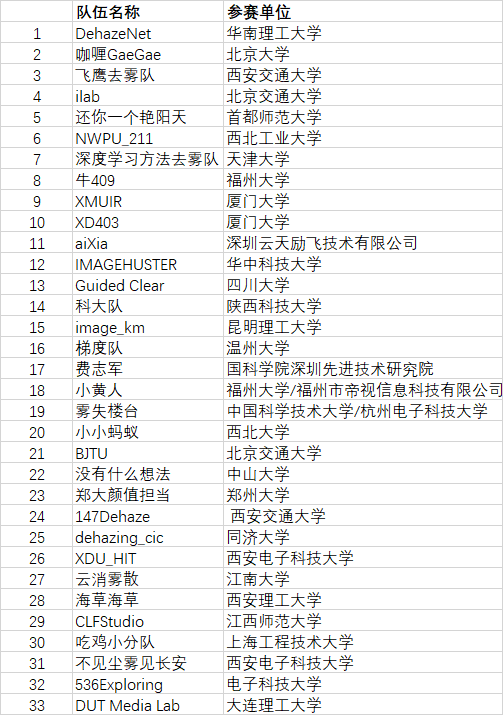 队伍名称 参赛单位
1 DehazeNet 华南理工大学
2 咖喱GaeGae 北京大学
3 飞鹰去雾队 西安交通大学
4 ilab 北京交通大学
5 还你一个艳阳天 首都师范大学
6 NWPU_211 西北工业大学
7 深度学习方法去雾队 天津大学
8 牛409 福州大学
9 XMUIR 厦门大学
10 XD403 厦门大学
11 aiXia 深圳云天励飞技术有限公司
12 IMAGEHUSTER 华中科技大学
13 Guided Clear 四川大学
14 科大队 陕西科技大学
15 image_km 昆明理工大学
16 梯度队 温州大学
17 费志军 国科学院深圳先进技术研究院
18 小黄人 福州大学/福州市帝视信息科技有限公司
19 雾失楼台 中国科学技术大学/杭州电子科技大学
20 小小蚂蚁 西北大学
21 BJTU 北京交通大学
22 没有什么想法 中山大学
23 郑大颜值担当 郑州大学
24 147Dehaze 西安交通大学
25 dehazing_cic 同济大学
26 XDU_HIT 西安电子科技大学
27 云消雾散 江南大学
28 海草海草 西安理工大学
29 CLFStudio 江西师范大学
30 吃鸡小分队 上海工程技术大学
31 不见尘雾见长安 西安电子科技大学
32 536Exploring 电子科技大学
33 DUT Media Lab 大连理工大学